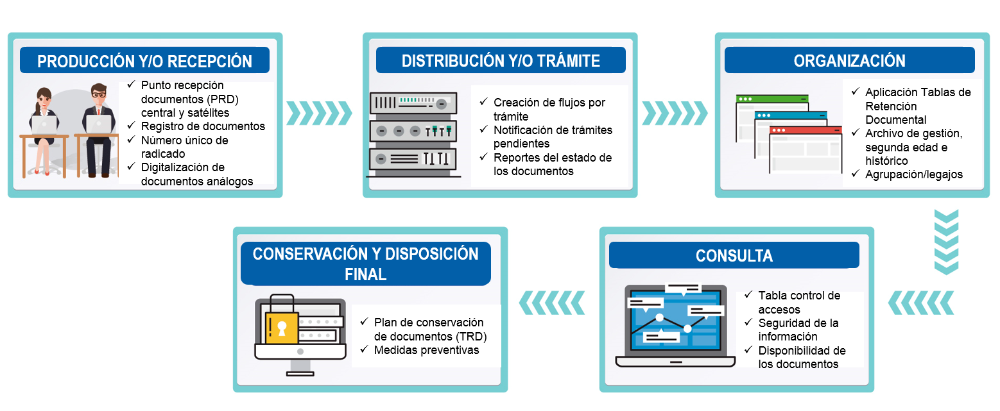 PRODUCCIÓN Y/O RECEPCIÓN
✓ Punto recepción
documentos (PRD)
central y satélites
✓ Registro de documentos
✓ Número único de
radicado
✓ Digitalización de
documentos análogos
DISTRIBUCIÓN Y/O TRÁMITE
✓ Creación de flujos por
trámite
✓ Notificación de trámites
pendientes
✓ Reportes del estado de
los documentos
ORGANIZACIÓN
✓ Aplicación Tablas de
Retención
Documental
✓ Archivo de gestión,
segunda edad e
histórico
✓ Agrupación/legajos
CONSULTA
✓ Tabla control de
accesos
✓ Seguridad de la
información
✓ Disponibilidad de
los documentos
CONSERVACIÓN Y DISPOSICIÓN
FINAL
✓ Plan de conservación
de documentos (TRD)
✓ Medidas preventivas